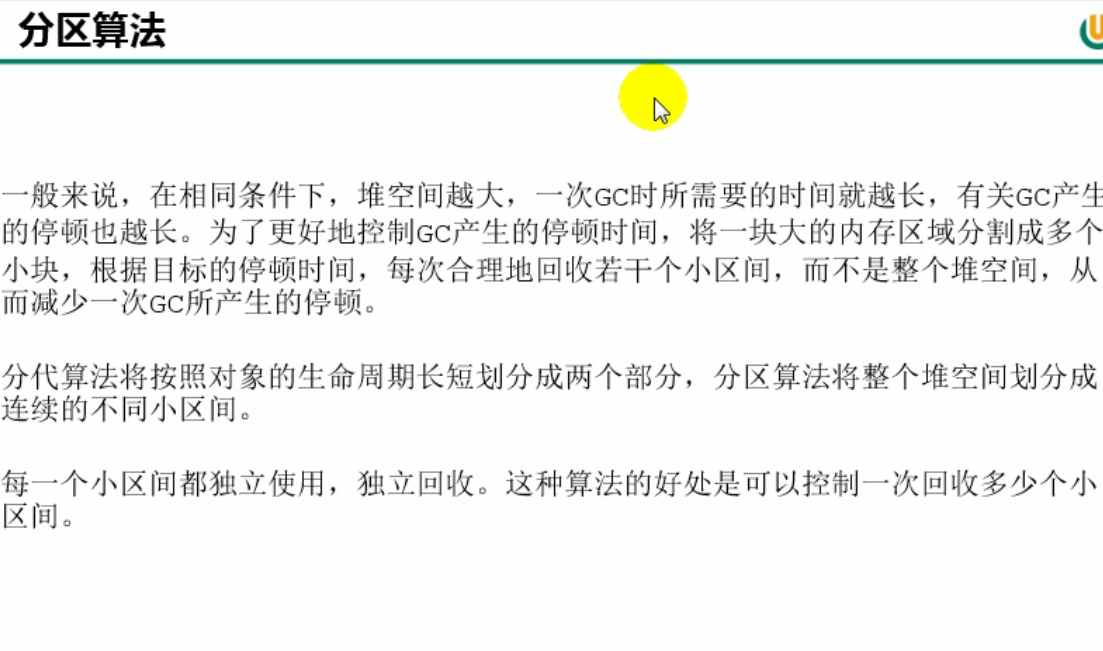 分区算法
一般来说，在相同条件下，堆空间越大，一次GC时所需要的时间就越长，有关GC产生
的停顿也越长。为了更好地控制GC产生的停顿时间，将一块大的内存区域分割成多个
小块，根据目标的停顿时间，每次合理地回收若干个小区间，而不是整个堆空间，从
而减少一次GC所产生的停顿。
分代算法将按照对象的生命周期长短划分成两个部分，分区算法将整个堆空间划分成
连续的不同小区间。
每一个小区间都独立使用，独立回收。这种算法的好处是可以控制一次回收多少个小
区间。